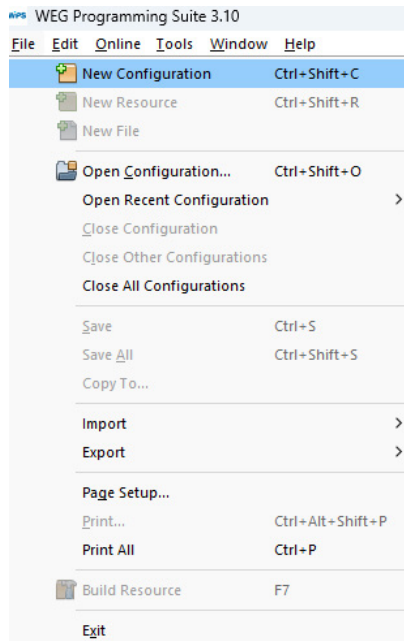 WPS WEG Programming Suite 3.10
File Edit Online Tools Window Help
New Configuration Ctrl+Shift+C
New Resource Ctrl+Shift+R
New File
Open Configuration... Ctrl+Shift+O
Open Recent Configuration >
Close Configuration
Close Other Configurations
Close All Configurations
Save Ctrl+S
Save All Ctrl+Shift+S
Copy To...
Import >
Export >
Page Setup...
Print... Ctrl+Alt+Shift+P
Print All Ctrl+P
Build Resource F7
Exit